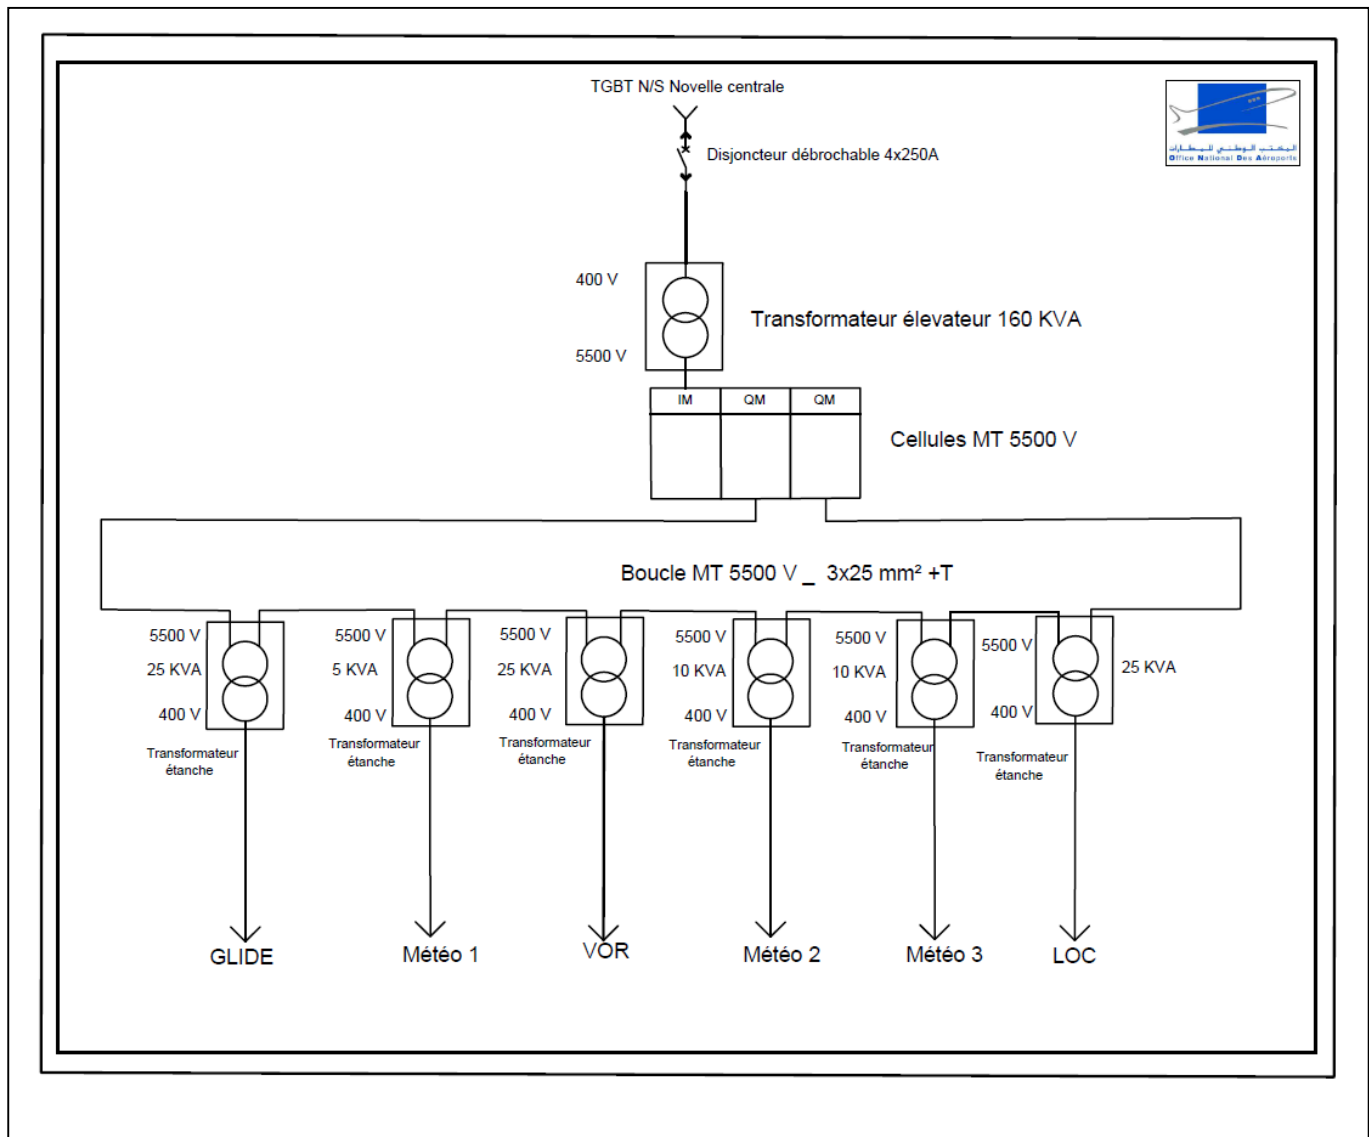 TGBT N/S Novelle centrale
المكتب الوطني للمطارات
Office National Des Aéroports
Disjoncteur débrochable 4x250A
400 V
Transformateur élevateur 160 KVA
5500 V
IM QM QM
Cellules MT 5500 V
Boucle MT 5500 V _ 3x25 mm² +T
5500 V 5500 V 5500 V 5500 V 5500 V 5500 V
25 KVA 5 KVA 25 KVA 10 KVA 10 KVA 25 KVA
400 V 400 V 400 V 400 V 400 V 400 V
Transformateur Transformateur Transformateur Transformateur Transformateur Transformateur
étanche étanche étanche étanche étanche étanche
GLIDE Météo 1 VOR Météo 2 Météo 3 LOC